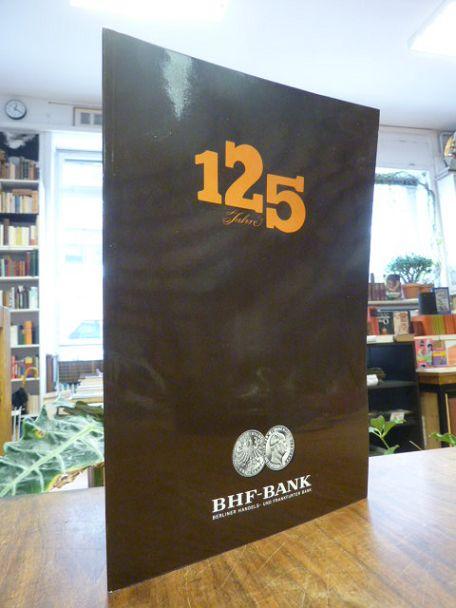 125
Jahre
BHF-BANK
BERLINER HANDELS- UND FRANKFURTER BANK